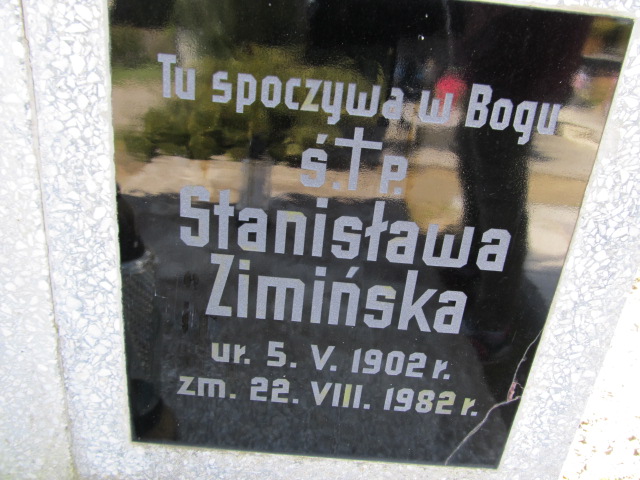 Tu spoczywa w Bogu
ś.†P.
Stanisława
Zimińska
ur. 5. V. 1902 r.
zm. 22. VIII. 1982 r.